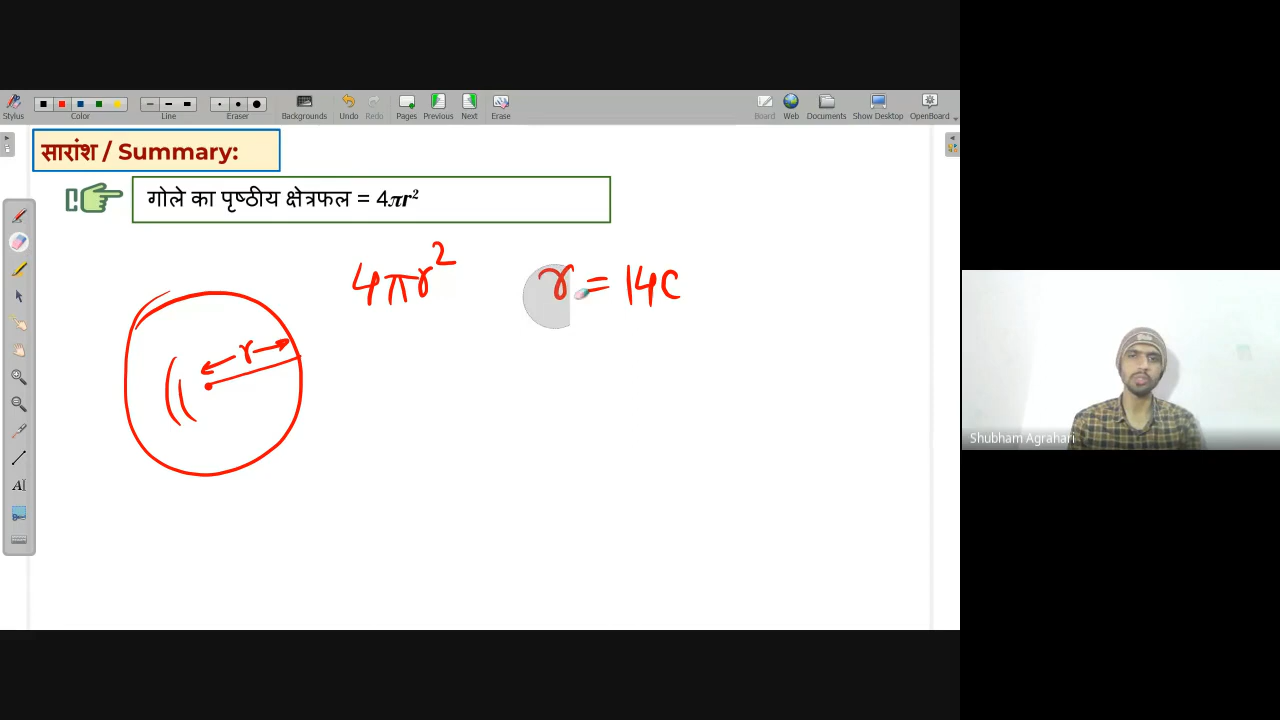 Stylus Color Line Eraser Backgrounds Undo Redo Pages Previous Next Erase Board Web Documents Show Desktop OpenBoard
सारांश / Summary:
गोले का पृष्ठीय क्षेत्रफल = 4πr²
4πr² r = 14c
r
Shubham Agrahari